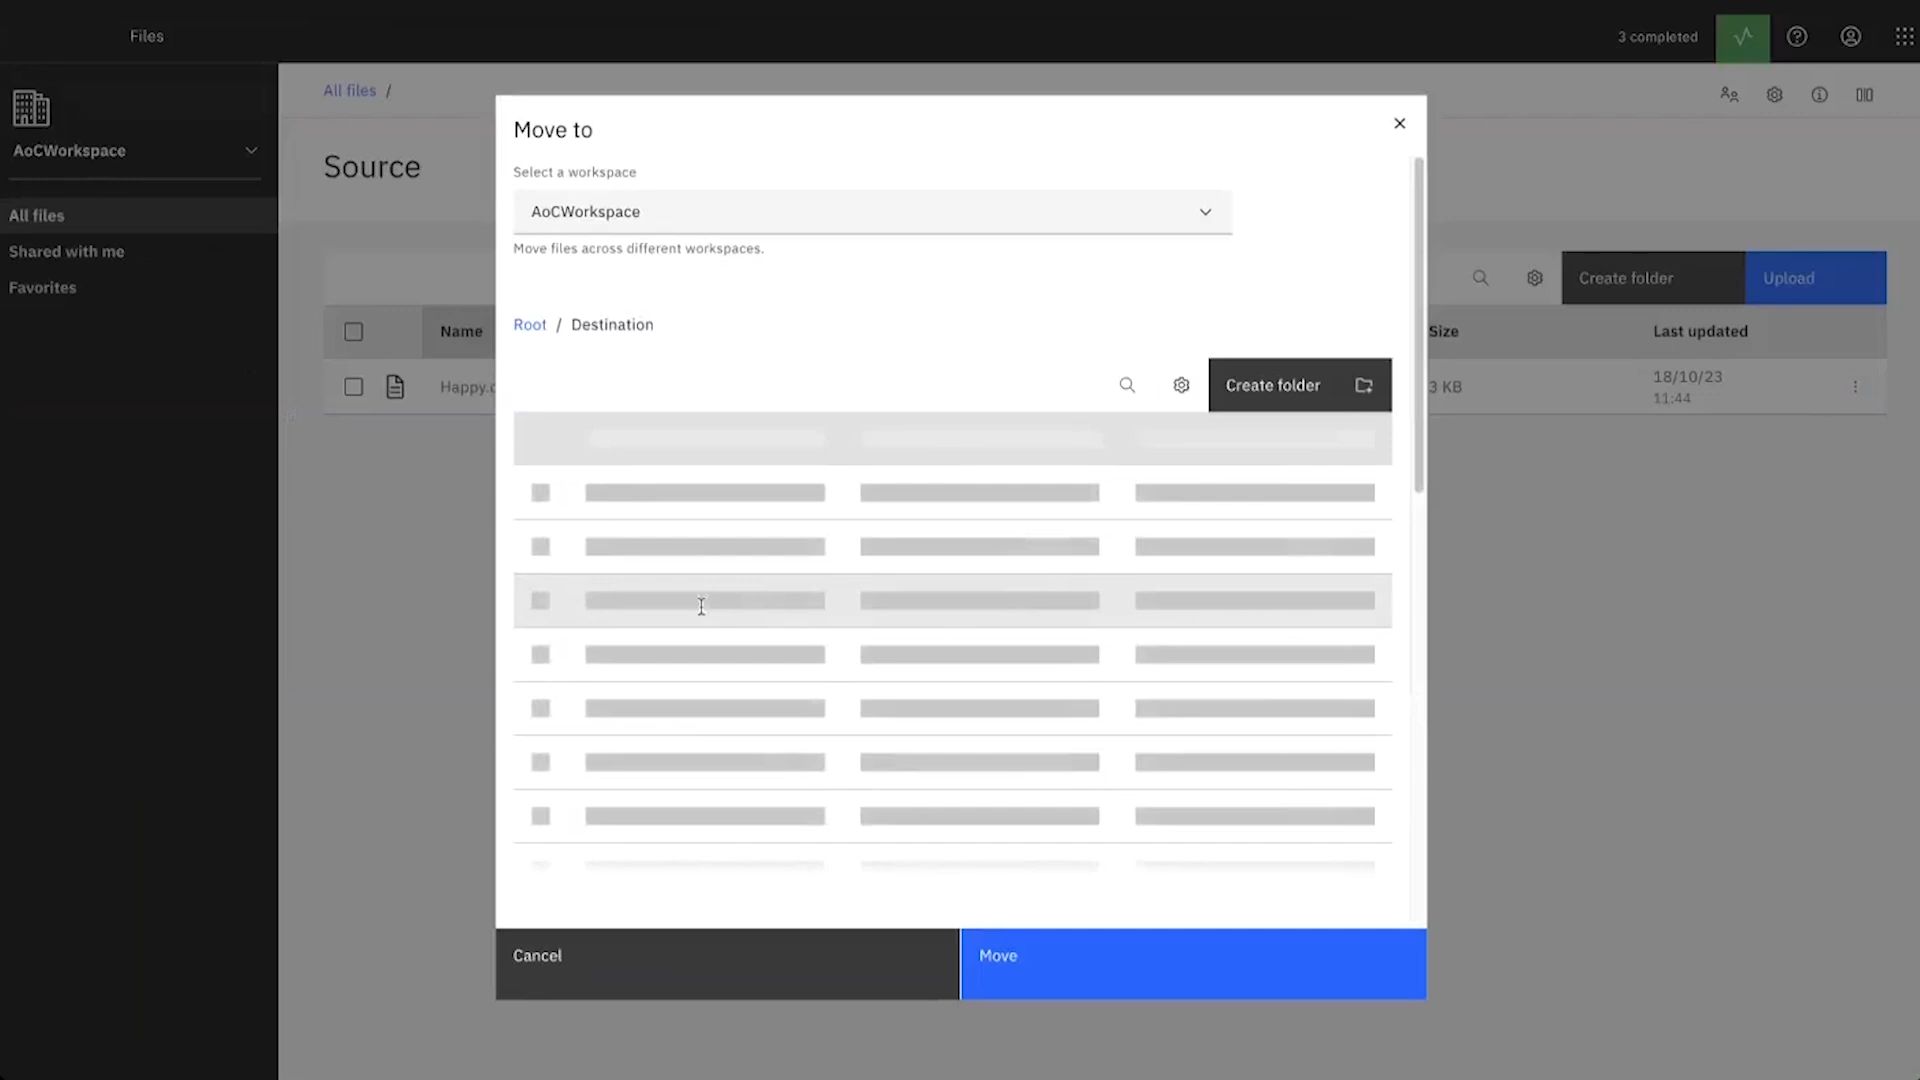 Files
3 completed
AoCWorkspace
All files
Shared with me
Favorites
All files /
Source
Create folder
Upload
Name
Size
Last updated
3 KB
18/10/23
11:44
Move to
Select a workspace
AoCWorkspace
Move files across different workspaces.
Root / Destination
Create folder
Cancel
Move